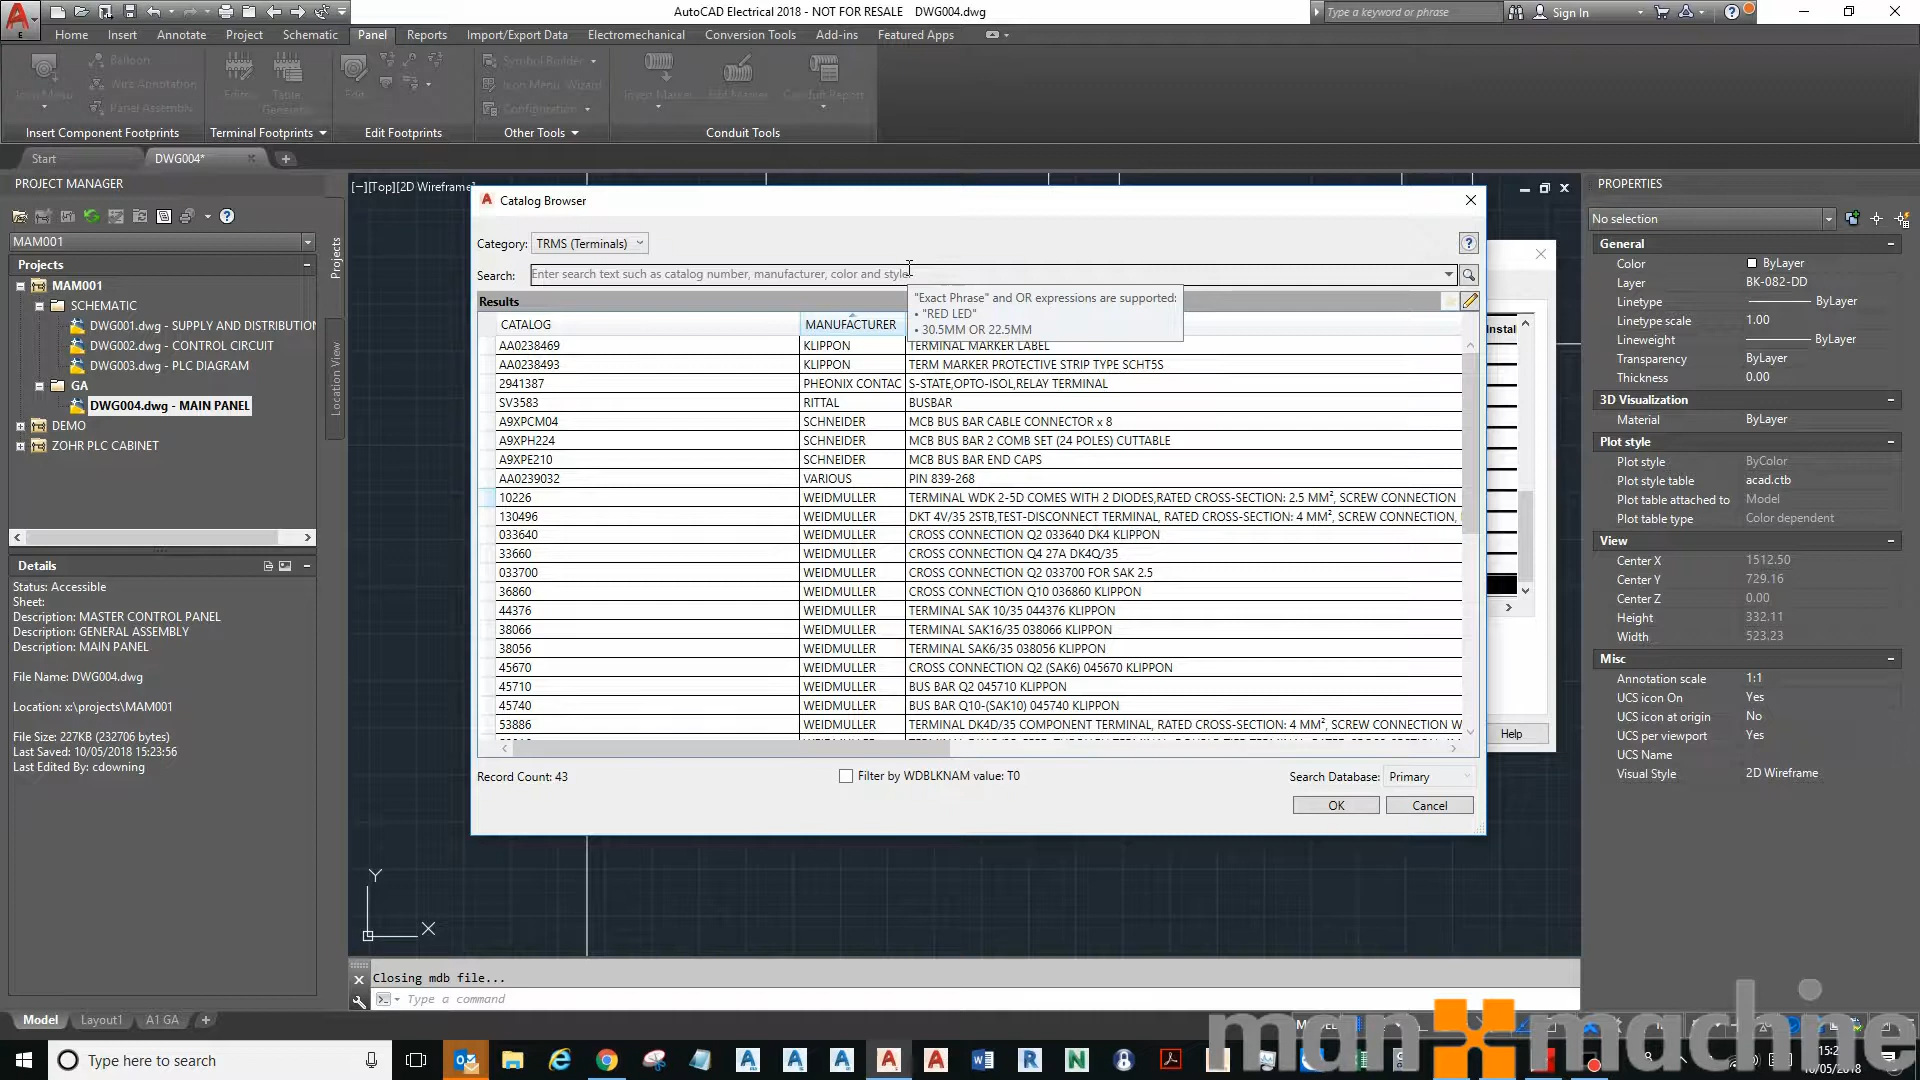 AutoCAD Electrical 2018 - NOT FOR RESALE DWG004.dwg
Type a keyword or phrase
Sign In
Home Insert Annotate Project Schematic Panel Reports Import/Export Data Electromechanical Conversion Tools Add-ins Featured Apps
Balloon
Wire Annotation
Panel Assembly
Symbol Builder
Icon Menu Wizard
Configuration
Insert Component Footprints
Terminal Footprints
Edit Footprints
Other Tools
Conduit Tools
Start
DWG004*
PROJECT MANAGER
MAM001
Projects
MAM001
SCHEMATIC
DWG001.dwg - SUPPLY AND DISTRIBUTION
DWG002.dwg - CONTROL CIRCUIT
DWG003.dwg - PLC DIAGRAM
GA
DWG004.dwg - MAIN PANEL
DEMO
ZOHR PLC CABINET
Projects
Location View
Details
Status: Accessible
Sheet:
Description: MASTER CONTROL PANEL
Description: GENERAL ASSEMBLY
Description: MAIN PANEL
File Name: DWG004.dwg
Location: x:\projects\MAM001
File Size: 227KB (232706 bytes)
Last Saved: 10/05/2018 15:23:56
Last Edited By: cdowning
[−][Top][2D Wireframe]
Catalog Browser
Category: TRMS (Terminals)
Search: Enter search text such as catalog number, manufacturer, color and style
"Exact Phrase" and OR expressions are supported:
• "RED LED"
• 30.5MM OR 22.5MM
Results
CATALOG MANUFACTURER
AA0238469 KLIPPON TERMINAL MARKER LABEL
AA0238493 KLIPPON TERM MARKER PROTECTIVE STRIP TYPE SCHT5S
2941387 PHEONIX CONTAC S-STATE,OPTO-ISOL,RELAY TERMINAL
SV3583 RITTAL BUSBAR
A9XPCM04 SCHNEIDER MCB BUS BAR CABLE CONNECTOR x 8
A9XPH224 SCHNEIDER MCB BUS BAR 2 COMB SET (24 POLES) CUTTABLE
A9XPE210 SCHNEIDER MCB BUS BAR END CAPS
AA0239032 VARIOUS PIN 839-268
10226 WEIDMULLER TERMINAL WDK 2-5D COMES WITH 2 DIODES,RATED CROSS-SECTION: 2.5 MM², SCREW CONNECTION
130496 WEIDMULLER DKT 4V/35 2STB,TEST-DISCONNECT TERMINAL, RATED CROSS-SECTION: 4 MM², SCREW CONNECTION,
033640 WEIDMULLER CROSS CONNECTION Q2 033640 DK4 KLIPPON
33660 WEIDMULLER CROSS CONNECTION Q4 27A DK4Q/35
033700 WEIDMULLER CROSS CONNECTION Q2 033700 FOR SAK 2.5
36860 WEIDMULLER CROSS CONNECTION Q10 036860 KLIPPON
44376 WEIDMULLER TERMINAL SAK 10/35 044376 KLIPPON
38066 WEIDMULLER TERMINAL SAK16/35 038066 KLIPPON
38056 WEIDMULLER TERMINAL SAK6/35 038056 KLIPPON
45670 WEIDMULLER CROSS CONNECTION Q2 (SAK6) 045670 KLIPPON
45710 WEIDMULLER BUS BAR Q2 045710 KLIPPON
45740 WEIDMULLER BUS BAR Q10-(SAK10) 045740 KLIPPON
53886 WEIDMULLER TERMINAL DK4D/35 COMPONENT TERMINAL, RATED CROSS-SECTION: 4 MM², SCREW CONNECTION W
Record Count: 43
Filter by WDBLKNAM value: T0
Search Database: Primary
OK
Cancel
Instal
Help
Y
X
Closing mdb file...
Type a command
PROPERTIES
No selection
General
Color ByLayer
Layer BK-082-DD
Linetype ByLayer
Linetype scale 1.00
Lineweight ByLayer
Transparency ByLayer
Thickness 0.00
3D Visualization
Material ByLayer
Plot style
Plot style ByColor
Plot style table acad.ctb
Plot table attached to Model
Plot table type Color dependent
View
Center X 1512.50
Center Y 729.16
Center Z 0.00
Height 332.11
Width 523.23
Misc
Annotation scale 1:1
UCS icon On Yes
UCS icon at origin No
UCS per viewport Yes
UCS Name
Visual Style 2D Wireframe
Model Layout1 A1 GA
man machine
Type here to search